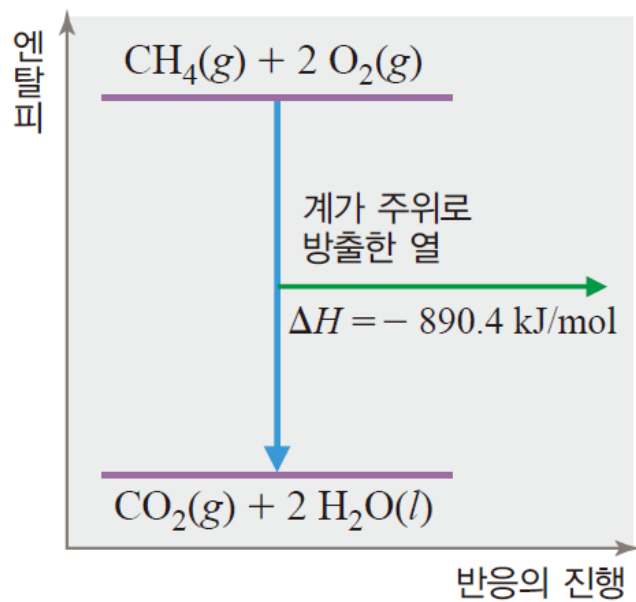 엔탈피
CH₄(g) + 2 O₂(g)
계가 주위로
방출한 열
ΔH = − 890.4 kJ/mol
CO₂(g) + 2 H₂O(l)
반응의 진행